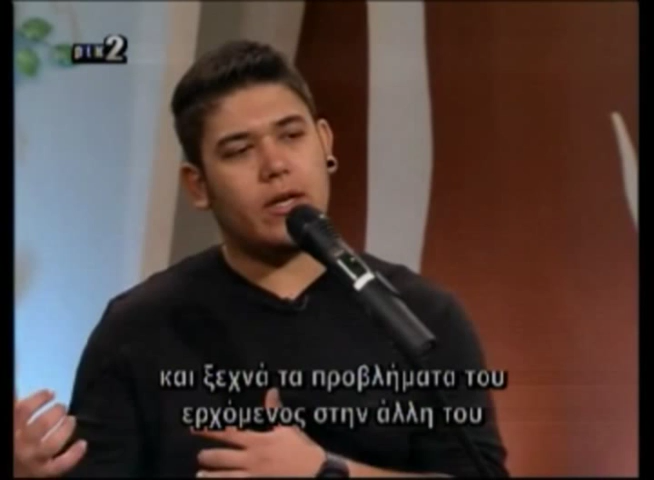 ρικ2
και ξεχνά τα προβλήματα του
ερχόμενος στην άλλη του